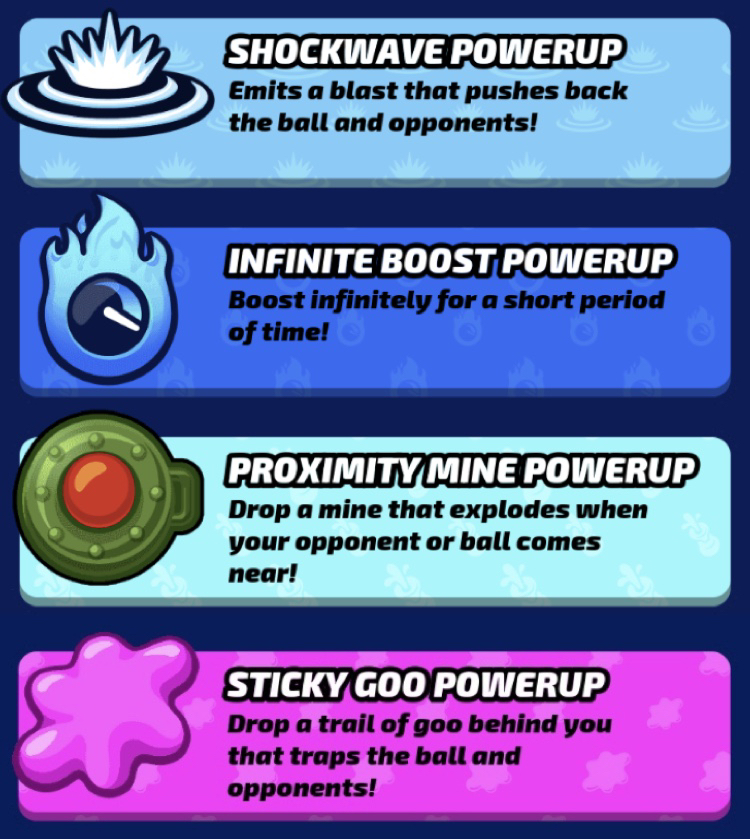 SHOCKWAVE POWERUP
Emits a blast that pushes back
the ball and opponents!
INFINITE BOOST POWERUP
Boost infinitely for a short period
of time!
PROXIMITY MINE POWERUP
Drop a mine that explodes when
your opponent or ball comes
near!
STICKY GOO POWERUP
Drop a trail of goo behind you
that traps the ball and
opponents!